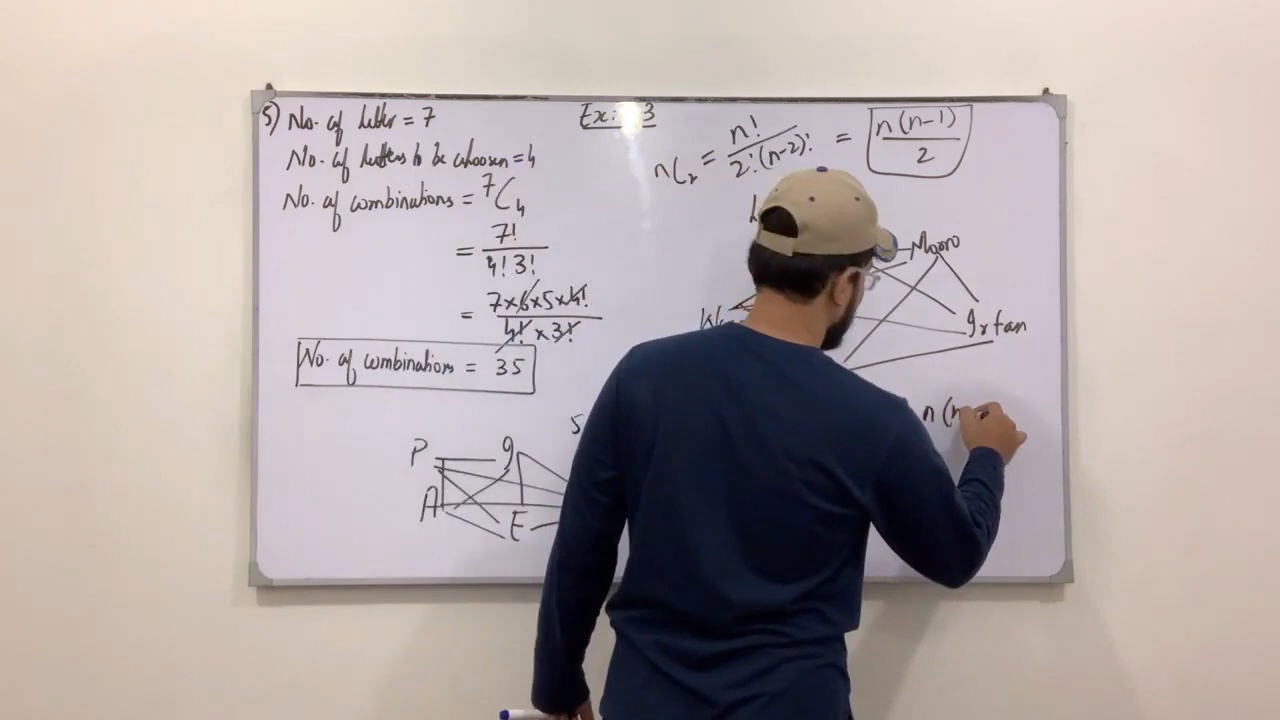 Ex: 3
5) No. of letter = 7
No. of letters to be choosen = 4
No. of combinations = ⁷C₄
= 7! / 4! 3!
= 7×6×5×4! / 4! × 3!
No. of combinations = 35
nC₂ = n! / 2!(n-2)! = n(n-1) / 2
Irfan
n(n
5
P I
A E